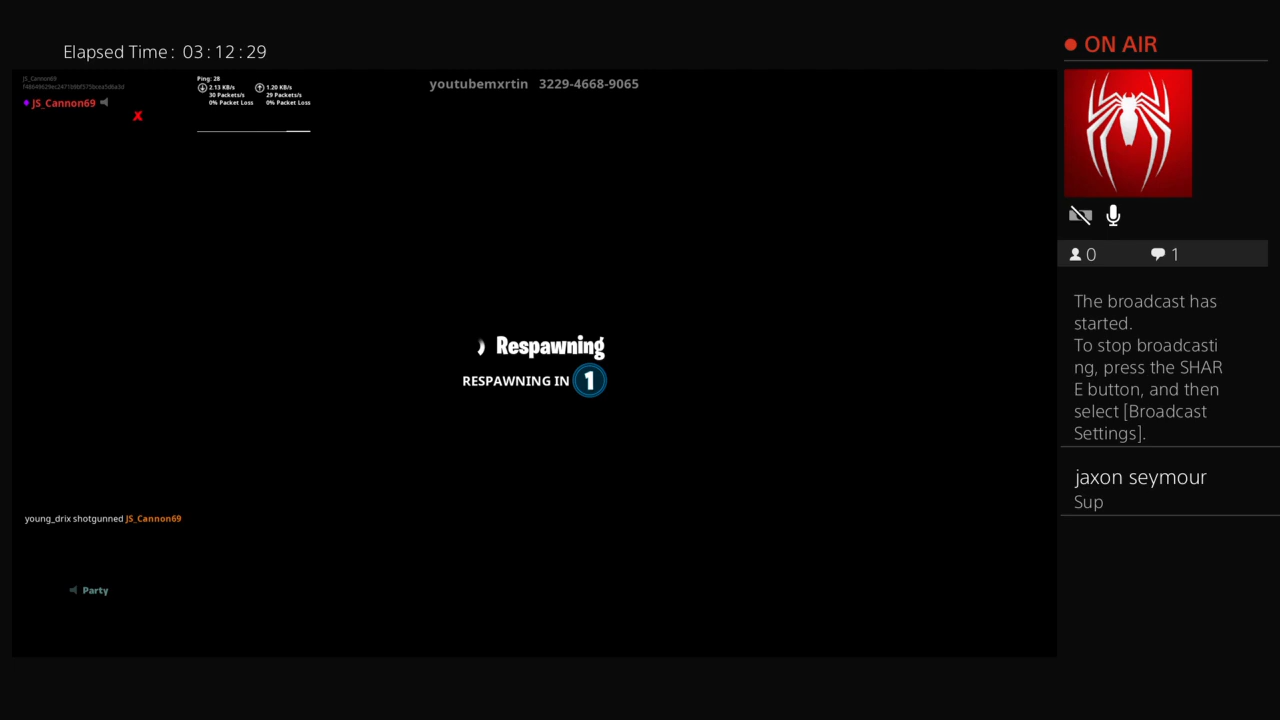 Elapsed Time: 03:12:29
ON AIR
JS_Cannon69
Ping: 28
2.13 KB/s 1.20 KB/s
30 Packets/s 29 Packets/s
0% Packet Loss 0% Packet Loss
youtubemxrtin 3229-4668-9065
JS_Cannon69
X
0 1
The broadcast has
started.
To stop broadcasti
ng, press the SHAR
E button, and then
select [Broadcast
Settings].
Respawning
RESPAWNING IN 1
jaxon seymour
Sup
young_drix shotgunned JS_Cannon69
Party